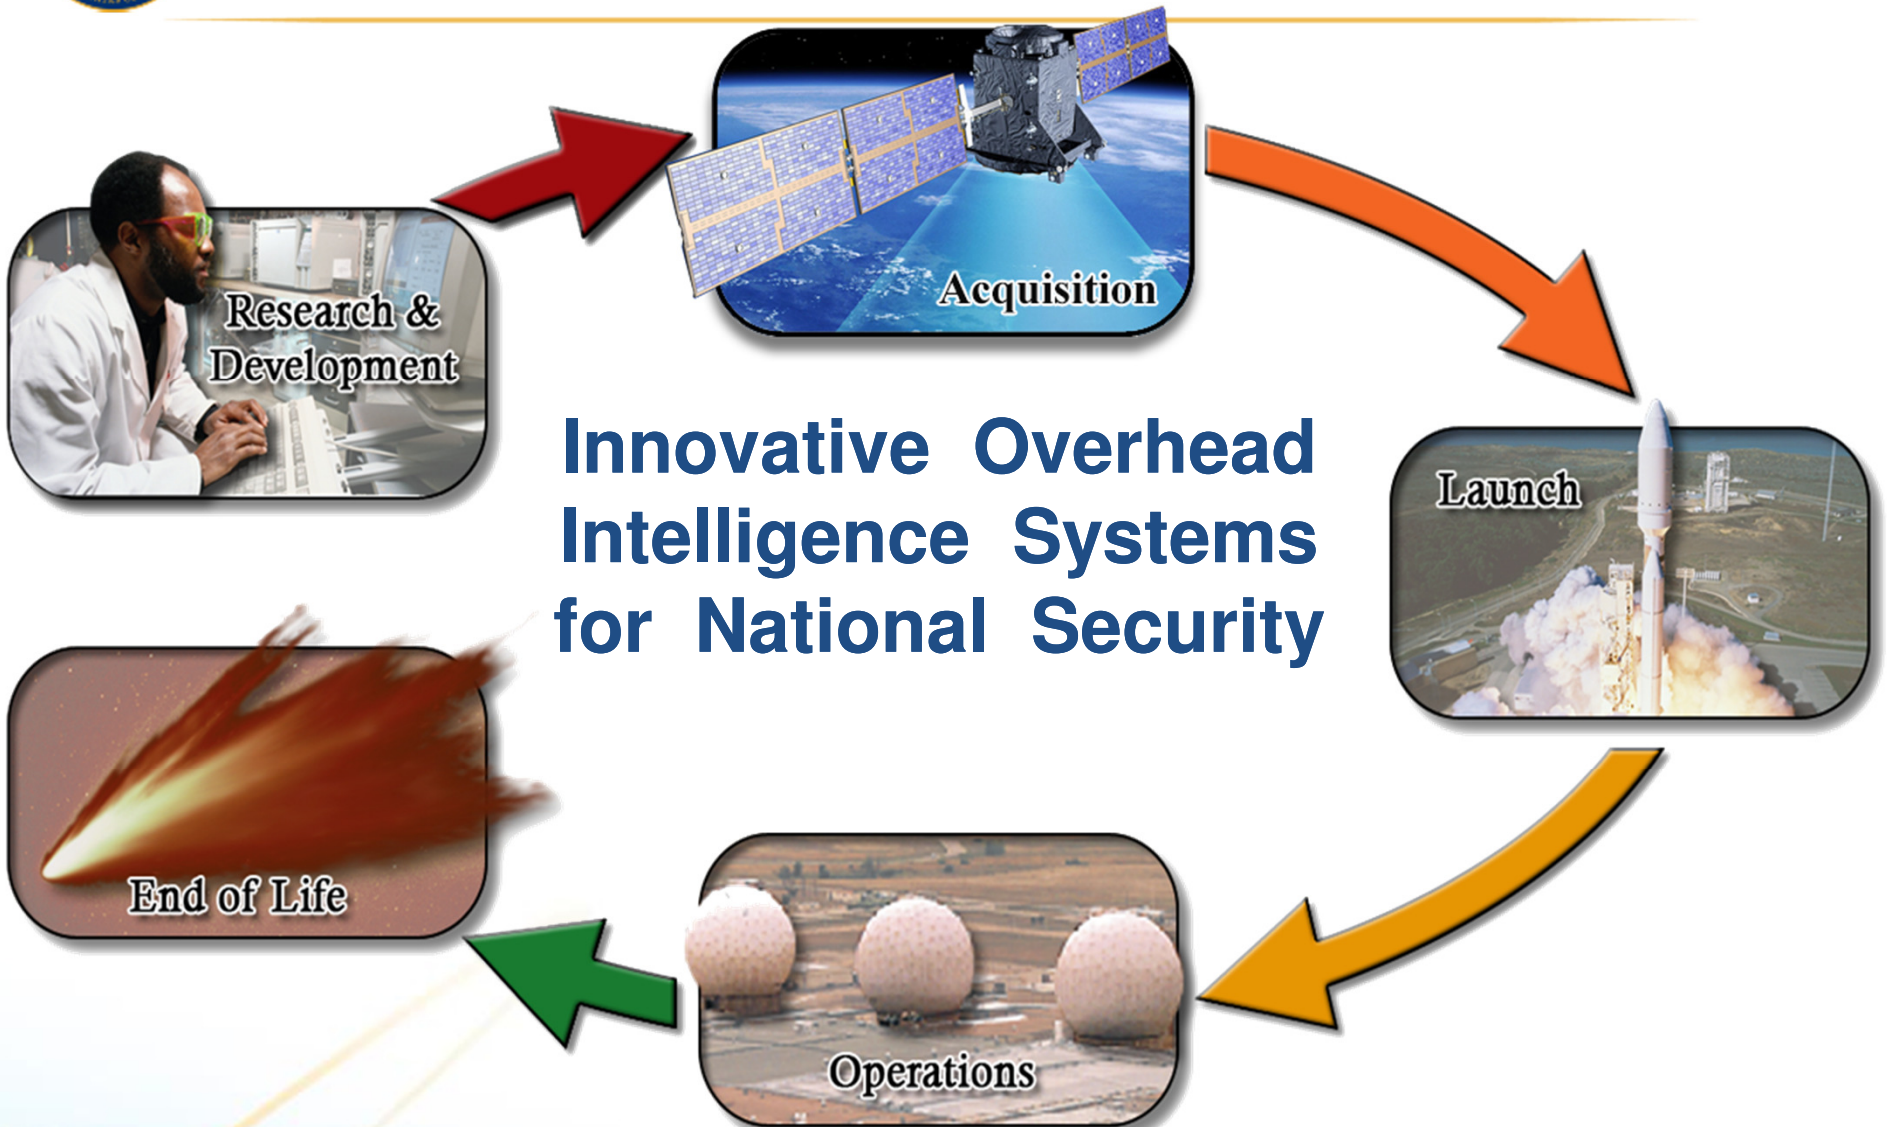 Research &
Development
Acquisition
Launch
Innovative Overhead
Intelligence Systems
for National Security
End of Life
Operations